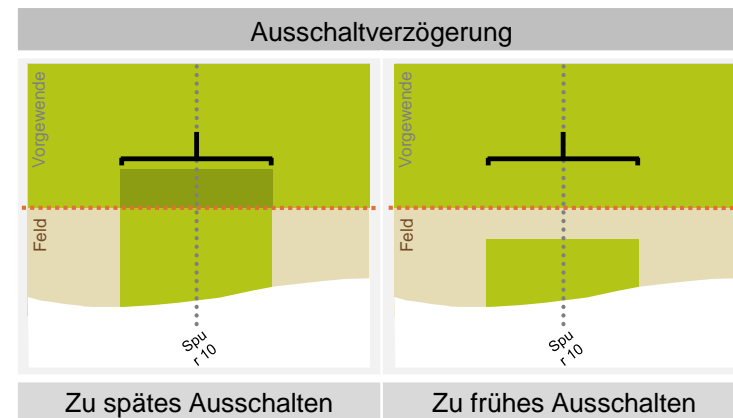 Ausschaltverzögerung
Vorgewende
Feld
Spu
r 10
Vorgewende
Feld
Spu
r 10
Zu spätes Ausschalten
Zu frühes Ausschalten